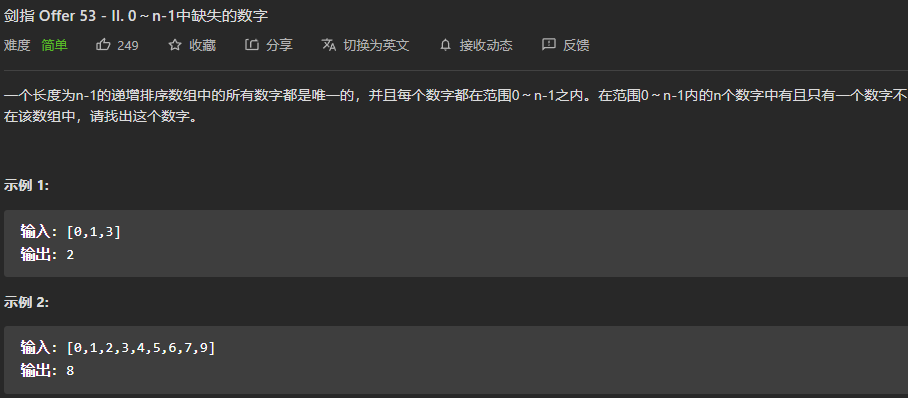 剑指 Offer 53 - II. 0～n-1中缺失的数字
难度 简单 249 收藏 分享 切换为英文 接收动态 反馈
一个长度为n-1的递增排序数组中的所有数字都是唯一的，并且每个数字都在范围0～n-1之内。在范围0～n-1内的n个数字中有且只有一个数字不
在该数组中，请找出这个数字。
示例 1:
输入: [0,1,3]
输出: 2
示例 2:
输入: [0,1,2,3,4,5,6,7,9]
输出: 8